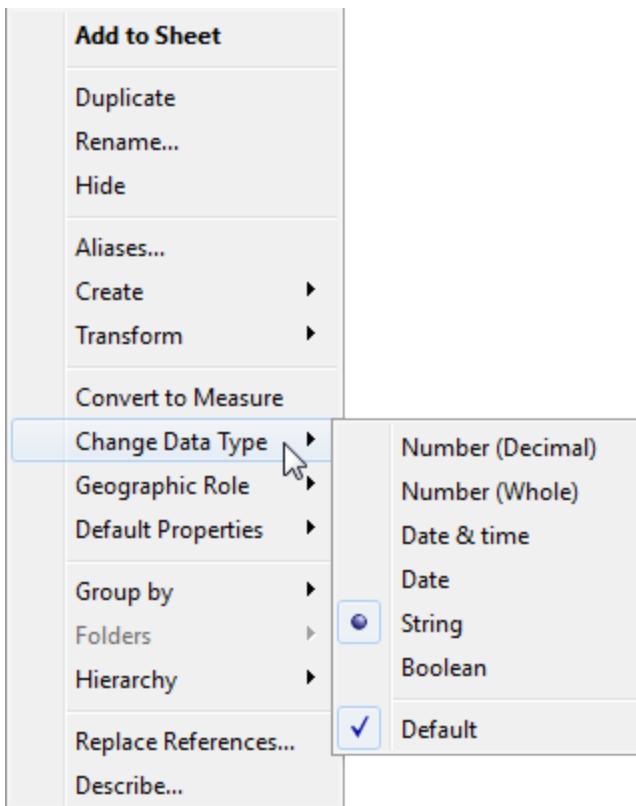 Add to Sheet
Duplicate
Rename...
Hide
Aliases...
Create
Transform
Convert to Measure
Change Data Type
Geographic Role
Default Properties
Group by
Folders
Hierarchy
Replace References...
Describe...
Number (Decimal)
Number (Whole)
Date & time
Date
String
Boolean
Default